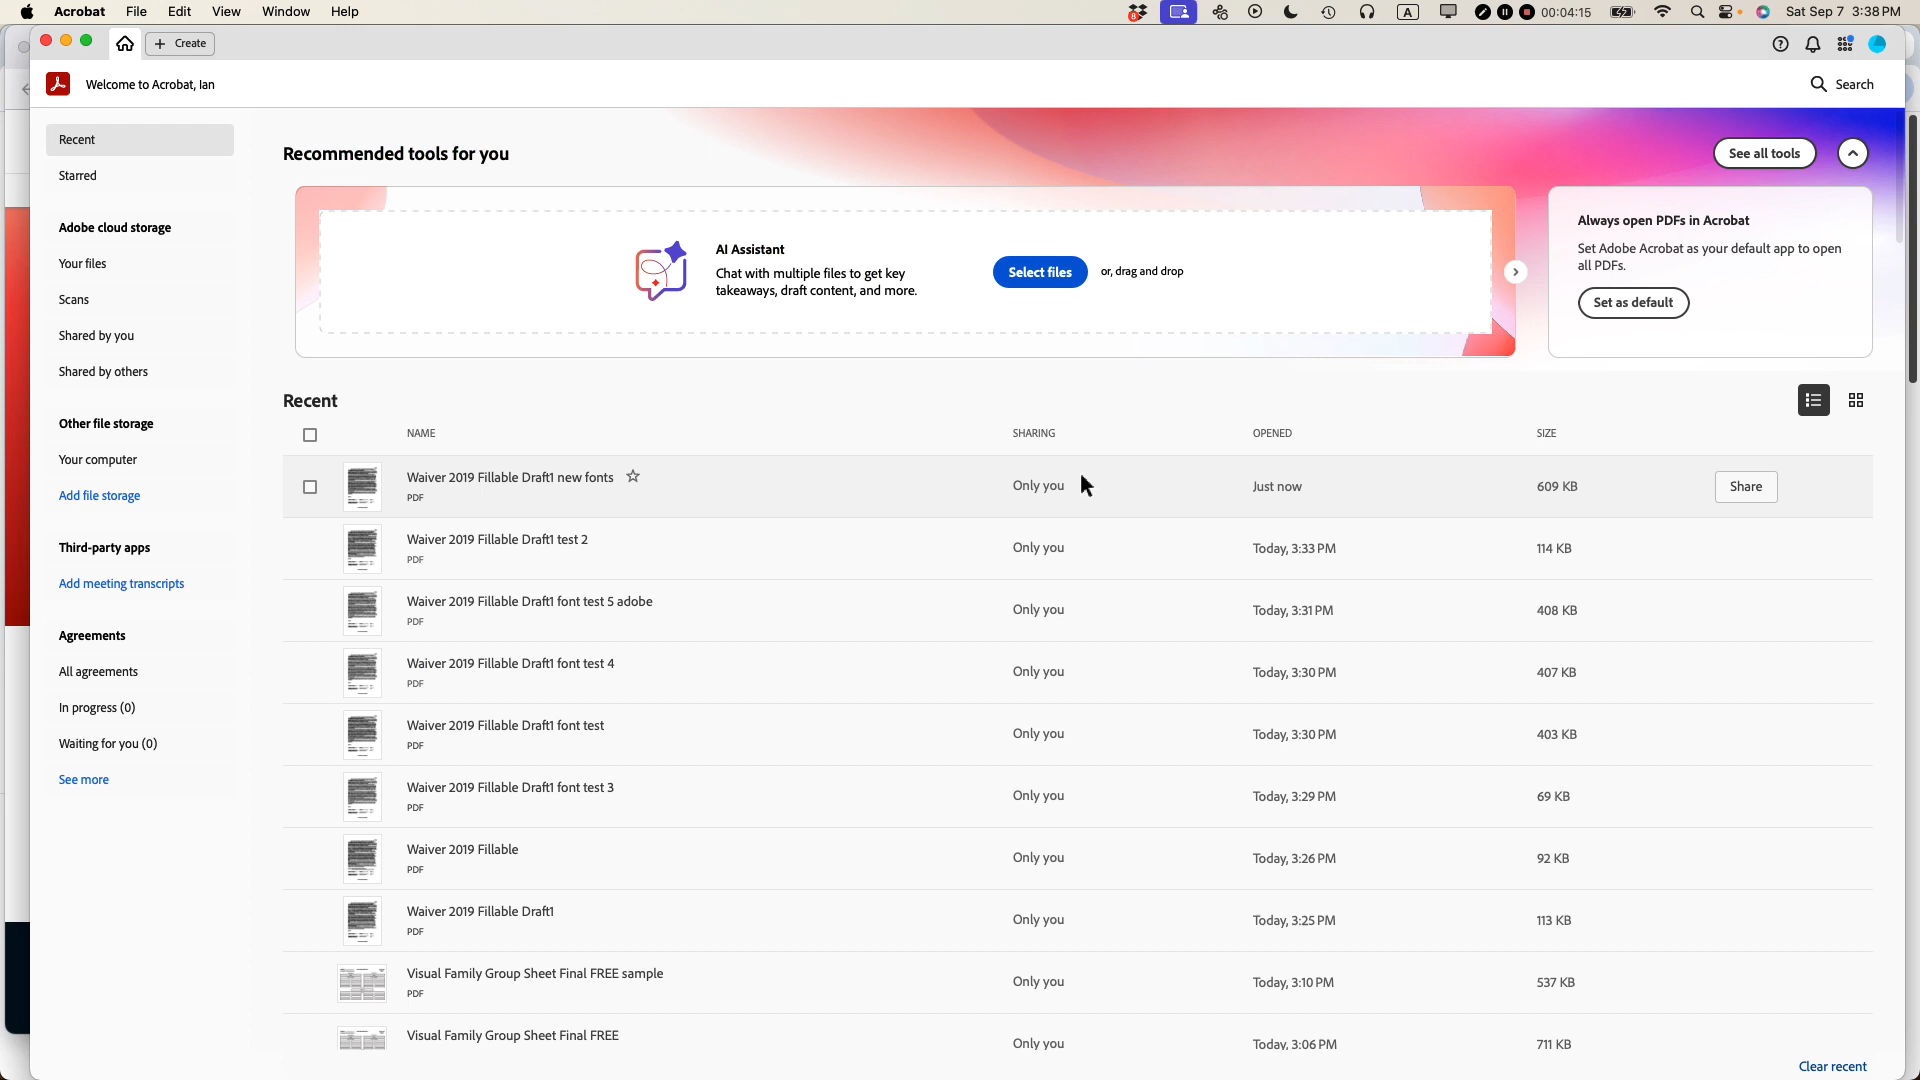 Acrobat File Edit View Window Help
8 A 00:04:15 Sat Sep 7 3:38 PM
Create
Welcome to Acrobat, Ian
Search
Recent
Starred
Adobe cloud storage
Your files
Scans
Shared by you
Shared by others
Other file storage
Your computer
Add file storage
Third-party apps
Add meeting transcripts
Agreements
All agreements
In progress (0)
Waiting for you (0)
See more
Recommended tools for you
See all tools
AI Assistant
Chat with multiple files to get key
takeaways, draft content, and more.
Select files or, drag and drop
Always open PDFs in Acrobat
Set Adobe Acrobat as your default app to open
all PDFs.
Set as default
Recent
NAME SHARING OPENED SIZE
Waiver 2019 Fillable Draft1 new fonts
PDF
Only you Just now 609 KB Share
Waiver 2019 Fillable Draft1 test 2
PDF
Only you Today, 3:33 PM 114 KB
Waiver 2019 Fillable Draft1 font test 5 adobe
PDF
Only you Today, 3:31 PM 408 KB
Waiver 2019 Fillable Draft1 font test 4
PDF
Only you Today, 3:30 PM 407 KB
Waiver 2019 Fillable Draft1 font test
PDF
Only you Today, 3:30 PM 403 KB
Waiver 2019 Fillable Draft1 font test 3
PDF
Only you Today, 3:29 PM 69 KB
Waiver 2019 Fillable
PDF
Only you Today, 3:26 PM 92 KB
Waiver 2019 Fillable Draft1
PDF
Only you Today, 3:25 PM 113 KB
Visual Family Group Sheet Final FREE sample
PDF
Only you Today, 3:10 PM 537 KB
Visual Family Group Sheet Final FREE
Only you Today, 3:06 PM 711 KB
Clear recent